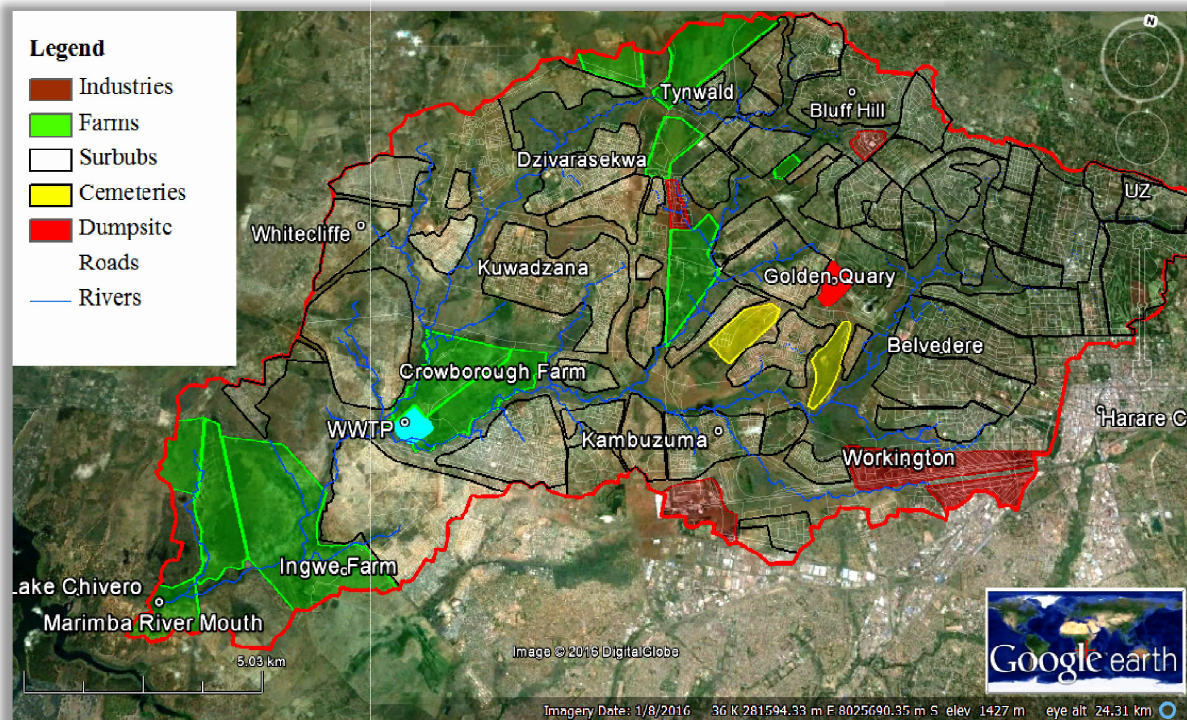 Legend
Industries
Farms
Surbubs
Cemeteries
Dumpsite
Roads
Rivers
N
Tynwald
Bluff Hill
Dzivarasekwa
UZ
Whitecliffe
Kuwadzana
Golden Quary
Belvedere
Crowborough Farm
Harare C
WWTP
Kambuzuma
Workington
Ingwe Farm
Lake Chivero
Marimba River Mouth
5.03 km
Image © 2016 DigitalGlobe
Google earth
Imagery Date: 1/8/2016 36 K 281594.33 m E 8025690.35 m S elev 1427 m eye alt 24.31 km